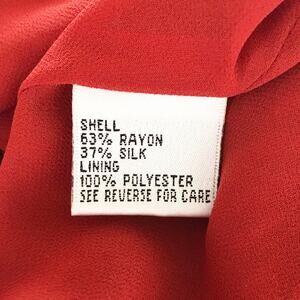 SHELL
63% RAYON
37% SILK
LINING
100% POLYESTER
SEE REVERSE FOR CARE